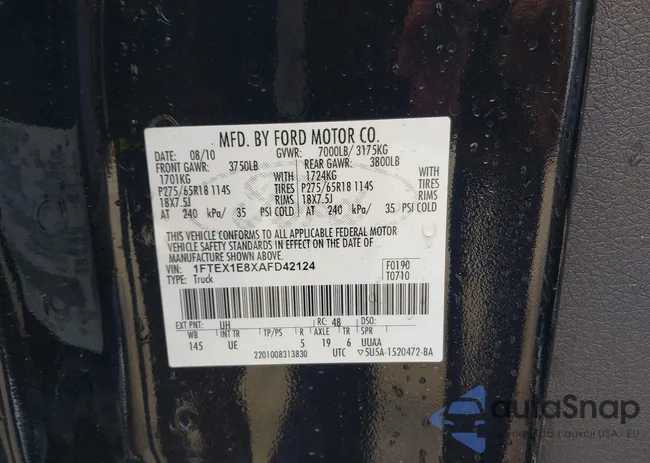 MFD. BY FORD MOTOR CO.
DATE: 08/10 GVWR: 7000LB/ 3175KG
FRONT GAWR: 3750LB REAR GAWR: 3800LB
1701KG WITH 1724KG WITH
P275/65R18 114S TIRES P275/65R18 114S TIRES
18X7.5J RIMS 18X7.5J RIMS
AT 240 kPa/ 35 PSI COLD AT 240 kPa/ 35 PSI COLD
THIS VEHICLE CONFORMS TO ALL APPLICABLE FEDERAL MOTOR
VEHICLE SAFETY STANDARDS IN EFFECT ON THE DATE OF
MANUFACTURE SHOWN ABOVE.
VIN: 1FTEX1E8XAFD42124 F0190
TYPE: Truck T0710
EXT PNT: UH RC: 48 DSO:
WB INT TR TP/PS R AXLE TR SPR
145 UE 5 19 6 UUAA
2201008313830 UTC ▽5U5A-1520472-BA
autoSnap
z aukcji USA i EU